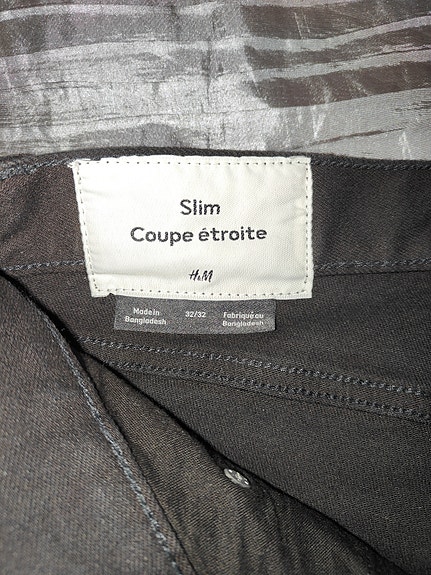 Slim
Coupe étroite
H&M
Made in
Bangladesh
32/32
Fabriqué au
Bangladesh